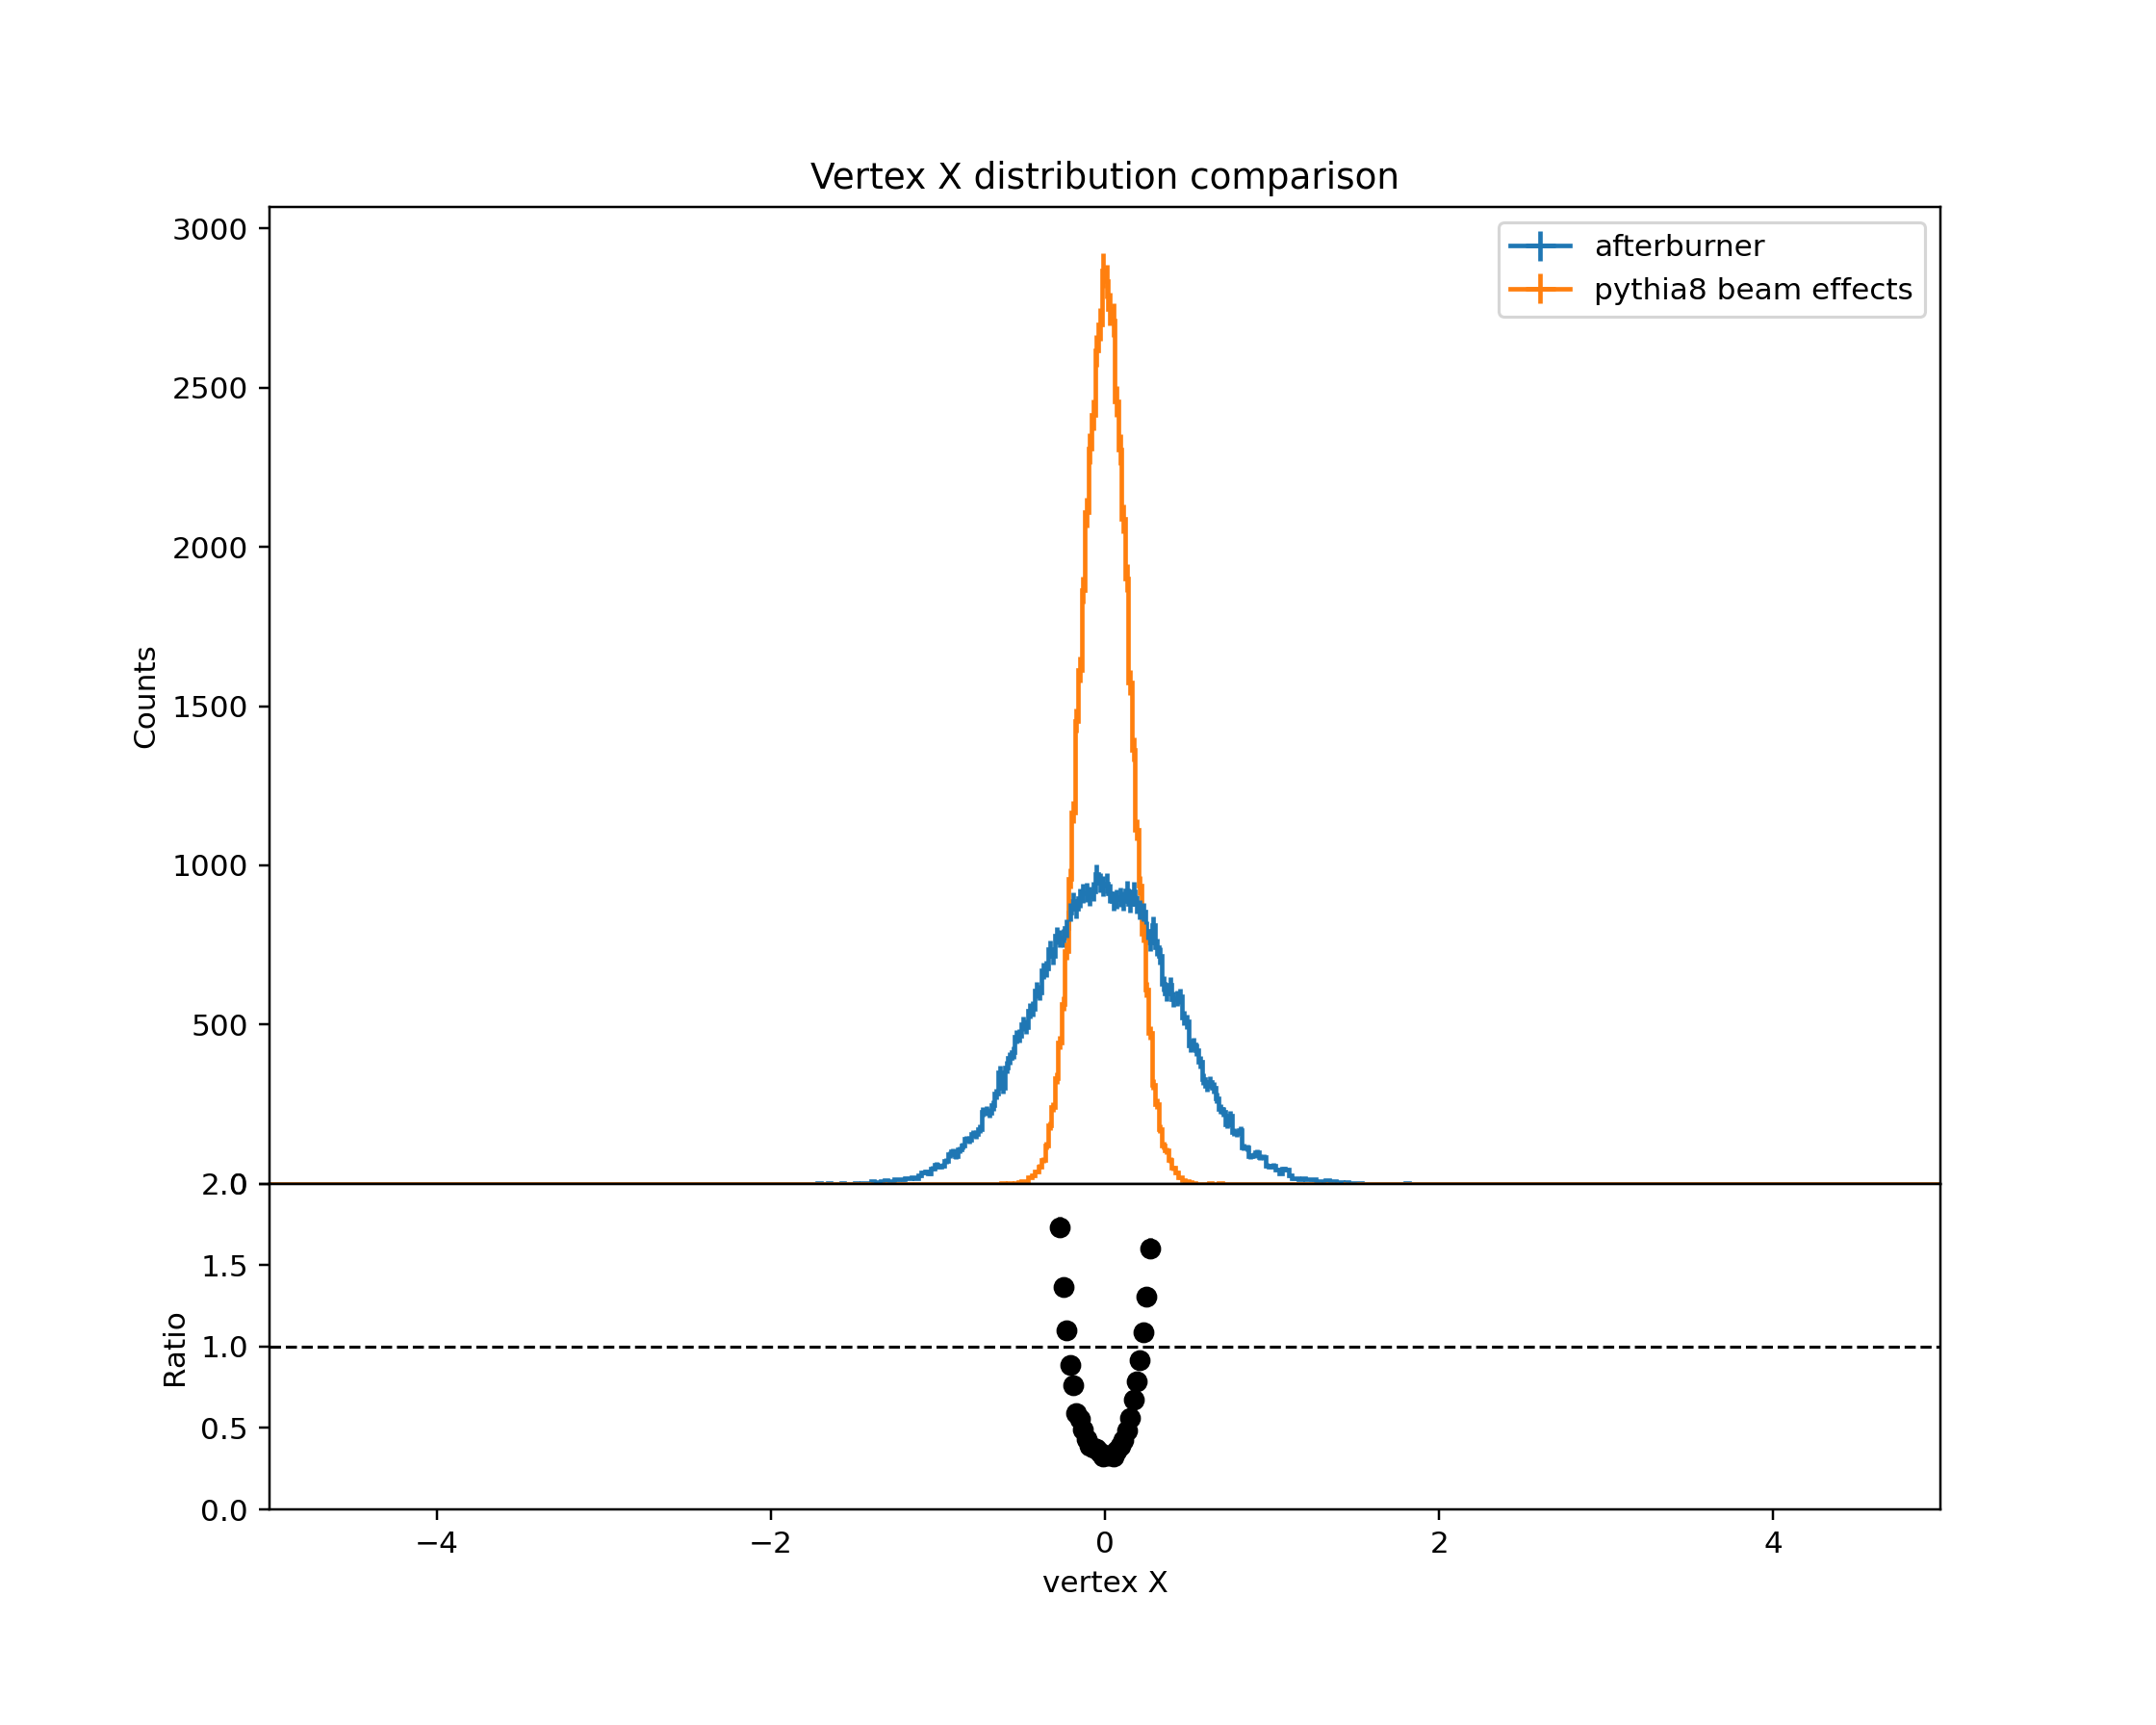 Vertex X distribution comparison
3000
2500
2000
1500
1000
500
Counts
afterburner
pythia8 beam effects
2.0
1.5
1.0
0.5
0.0
Ratio
−4
−2
0
2
4
vertex X